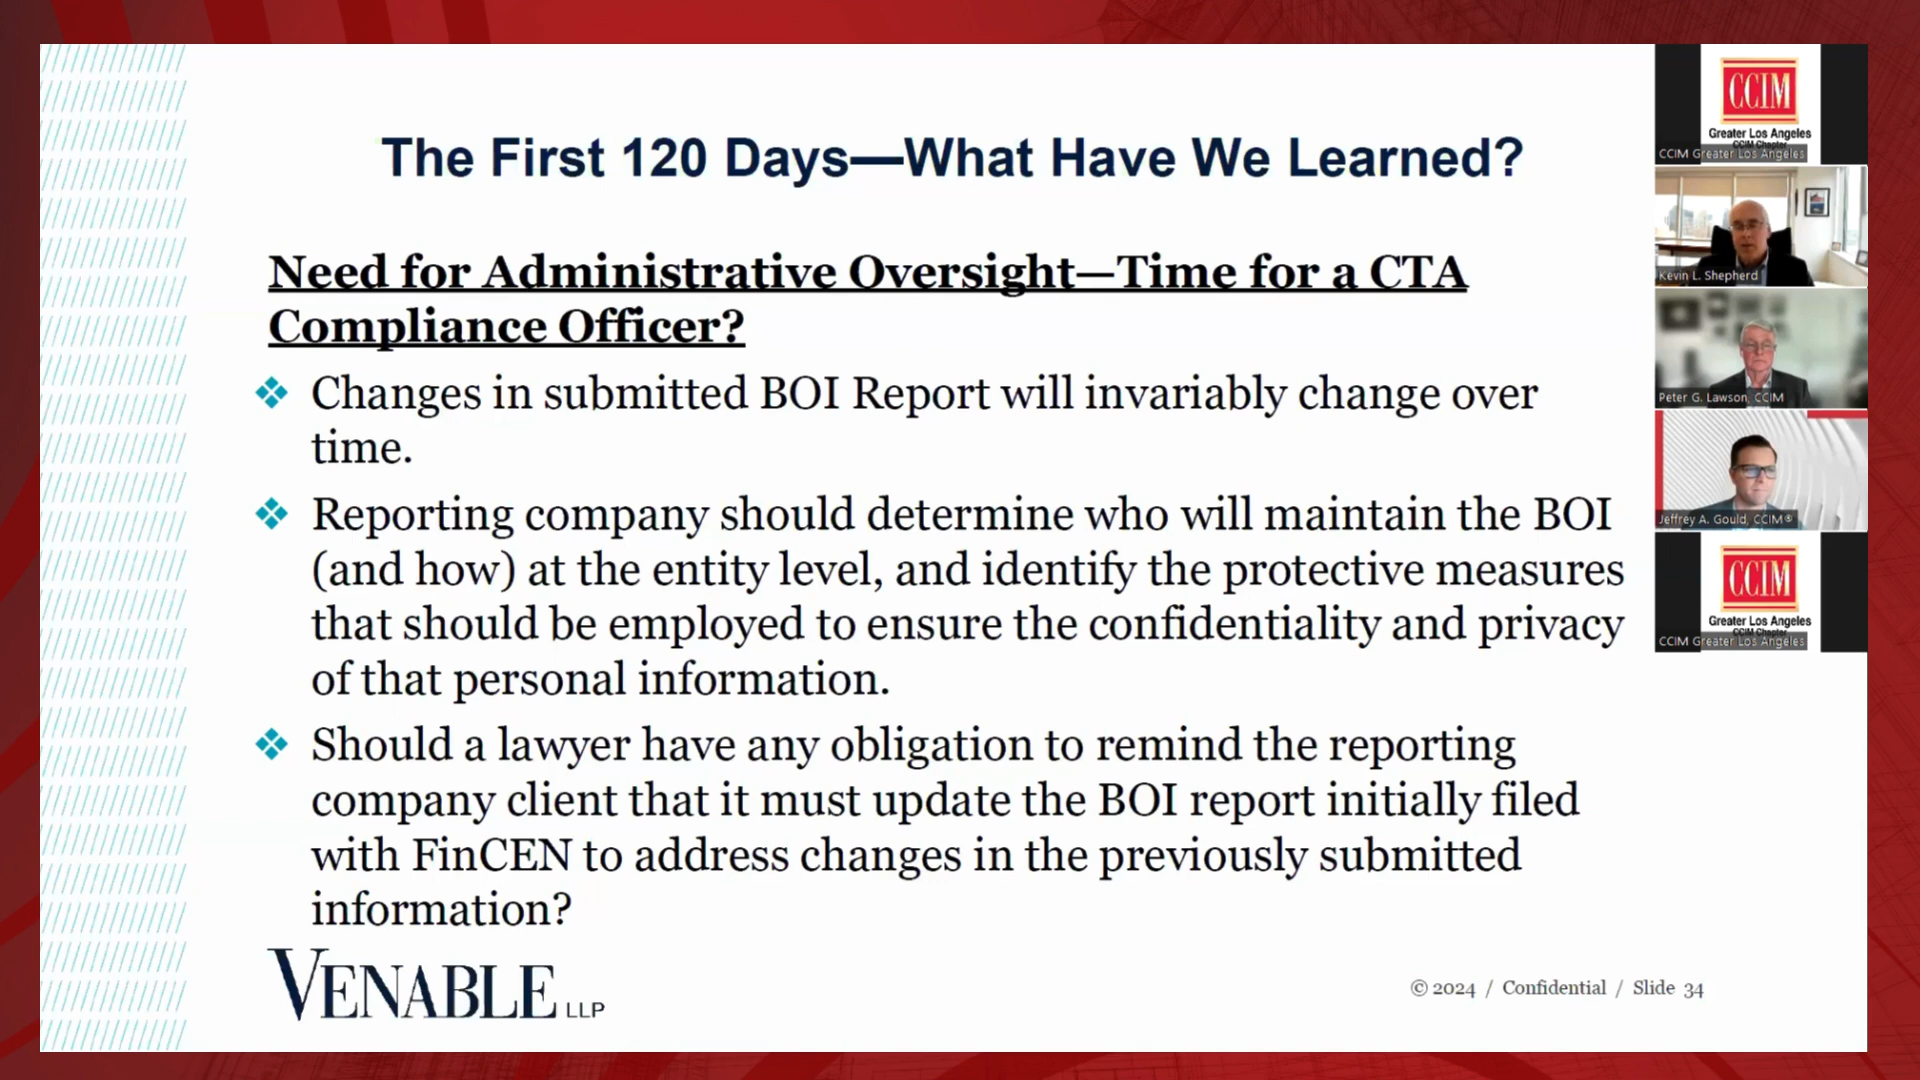 The First 120 Days—What Have We Learned?
Need for Administrative Oversight—Time for a CTA
Compliance Officer?
❖ Changes in submitted BOI Report will invariably change over
time.
❖ Reporting company should determine who will maintain the BOI
(and how) at the entity level, and identify the protective measures
that should be employed to ensure the confidentiality and privacy
of that personal information.
❖ Should a lawyer have any obligation to remind the reporting
company client that it must update the BOI report initially filed
with FinCEN to address changes in the previously submitted
information?
VENABLE LLP
© 2024 / Confidential / Slide 34
CCIM
Greater Los Angeles
CCIM Chapter
CCIM Greater Los Angeles
Kevin L. Shepherd
Peter G. Lawson, CCIM
Jeffrey A. Gould, CCIM®
CCIM
Greater Los Angeles
CCIM Chapter
CCIM Greater Los Angeles